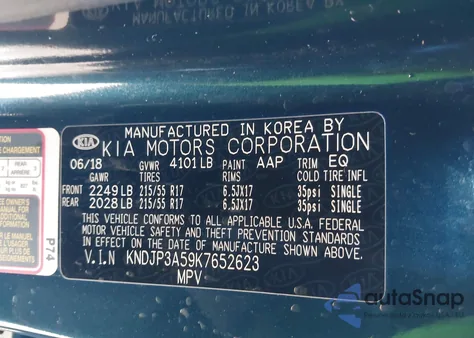 MANUFACTURED IN KOREA BY
KIA KIA MOTORS CORPORATION
06/18 GVWR 4101LB PAINT AAP TRIM EQ
GAWR TIRES RIMS COLD TIRE INFL
FRONT 2249LB 215/55 R17 6.5JX17 35psi SINGLE
REAR 2028LB 215/55 R17 6.5JX17 35psi SINGLE
THIS VEHICLE CONFORMS TO ALL APPLICABLE U.S.A. FEDERAL
MOTOR VEHICLE SAFETY AND THEFT PREVENTION STANDARDS
IN EFFECT ON THE DATE OF MANUFACTURE SHOWN ABOVE.
V.I.N KNDJP3A59K7652623
MPV
CE CHARGEMENT
P74
autoSnap